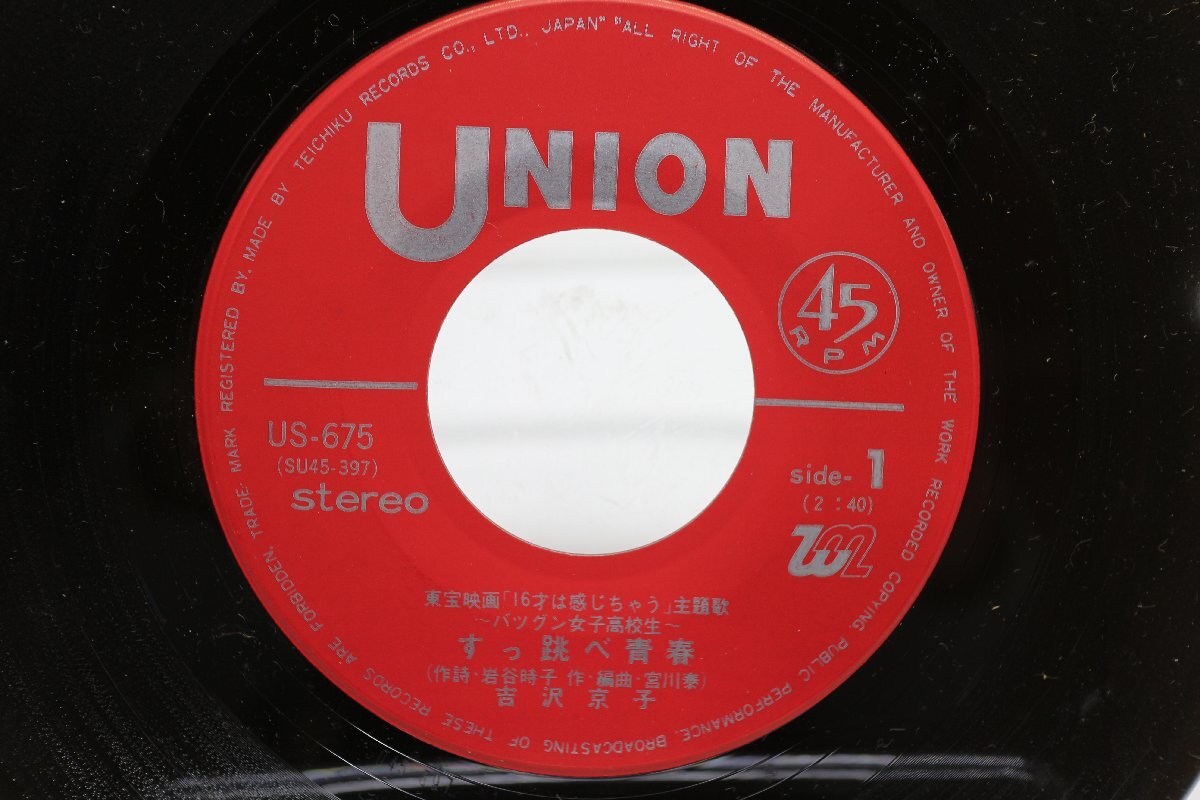 TRADE. MARK REGISTERED BY. MADE BY TEICHIKU RECORDS CO., LTD., JAPAN" "ALL RIGHT OF THE MANUFACTURER AND OWNER OF THE WORK RECORDED COPYING PUBLIC PERFORMANCE. BROADCASTING OF THESE RECORDS ARE FORBIDDEN,
UNION
45
RPM
US-675
(SU45-397)
stereo
side-1
(2:40)
東宝映画「16才は感じちゃう」主題歌
～バツグン女子高校生～
すっ跳べ青春
(作詩・岩谷時子 作・編曲・宮川泰)
吉沢京子